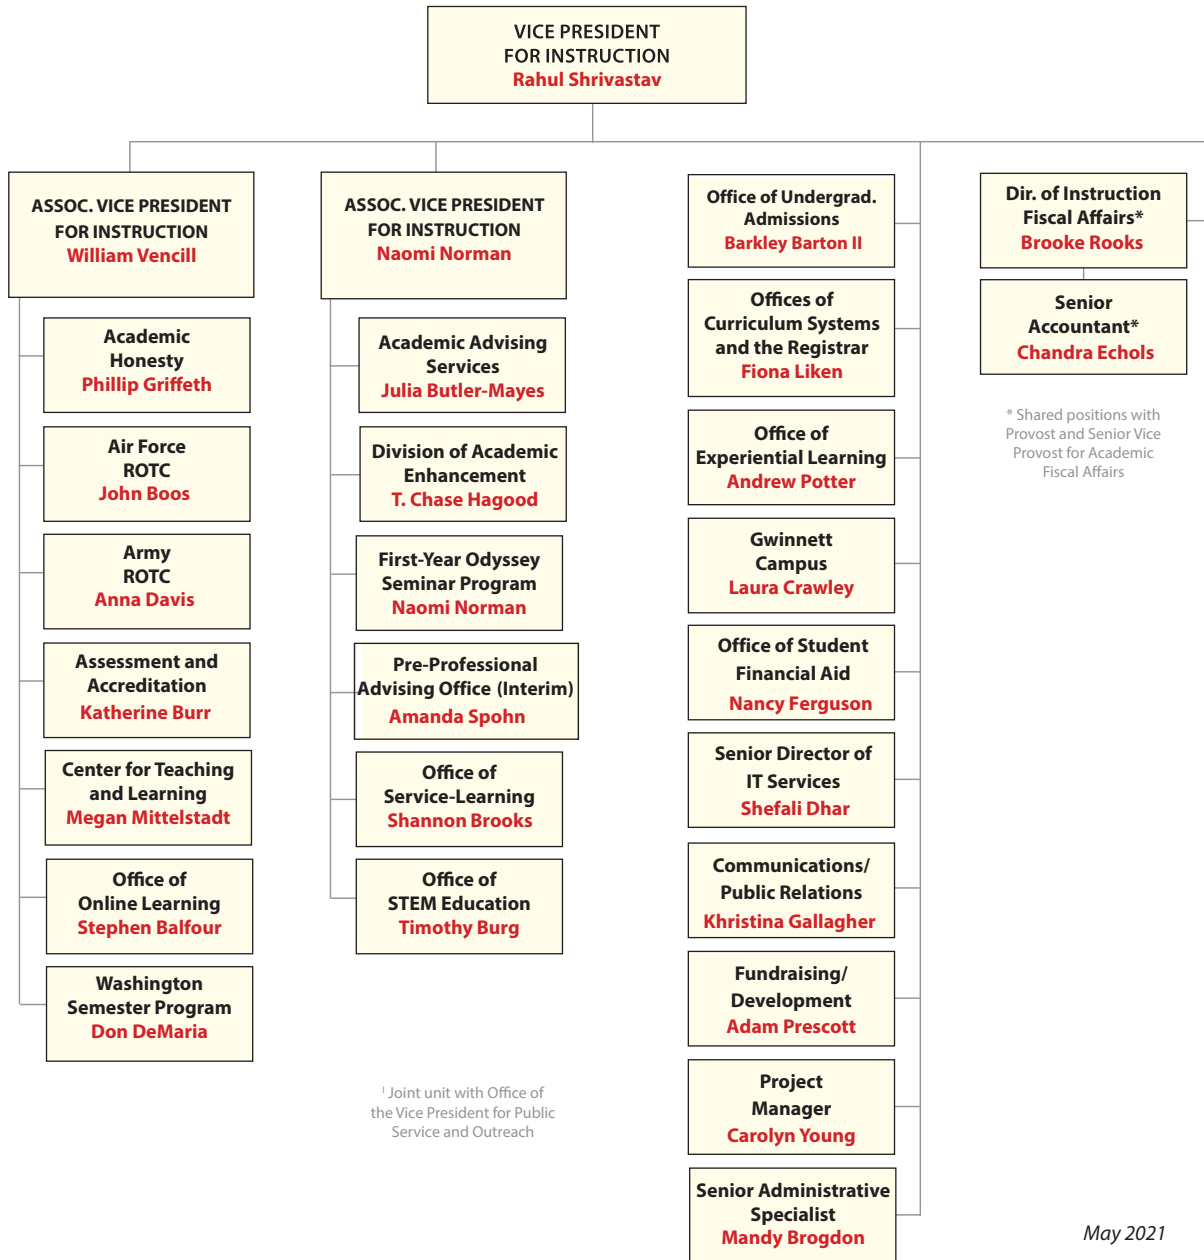 VICE PRESIDENT
FOR INSTRUCTION
Rahul Shrivastav
ASSOC. VICE PRESIDENT
FOR INSTRUCTION
William Vencill
Academic
Honesty
Phillip Griffeth
Air Force
ROTC
John Boos
Army
ROTC
Anna Davis
Assessment and
Accreditation
Katherine Burr
Center for Teaching
and Learning
Megan Mittelstadt
Office of
Online Learning
Stephen Balfour
Washington
Semester Program
Don DeMaria
ASSOC. VICE PRESIDENT
FOR INSTRUCTION
Naomi Norman
Academic Advising
Services
Julia Butler-Mayes
Division of Academic
Enhancement
T. Chase Hagood
First-Year Odyssey
Seminar Program
Naomi Norman
Pre-Professional
Advising Office (Interim)
Amanda Spohn
Office of
Service-Learning
Shannon Brooks
Office of
STEM Education
Timothy Burg
ˡ Joint unit with Office of
the Vice President for Public
Service and Outreach
Office of Undergrad.
Admissions
Barkley Barton II
Offices of
Curriculum Systems
and the Registrar
Fiona Liken
Office of
Experiential Learning
Andrew Potter
Gwinnett
Campus
Laura Crawley
Office of Student
Financial Aid
Nancy Ferguson
Senior Director of
IT Services
Shefali Dhar
Communications/
Public Relations
Khristina Gallagher
Fundraising/
Development
Adam Prescott
Project
Manager
Carolyn Young
Senior Administrative
Specialist
Mandy Brogdon
Dir. of Instruction
Fiscal Affairs*
Brooke Rooks
Senior
Accountant*
Chandra Echols
* Shared positions with
Provost and Senior Vice
Provost for Academic
Fiscal Affairs
May 2021